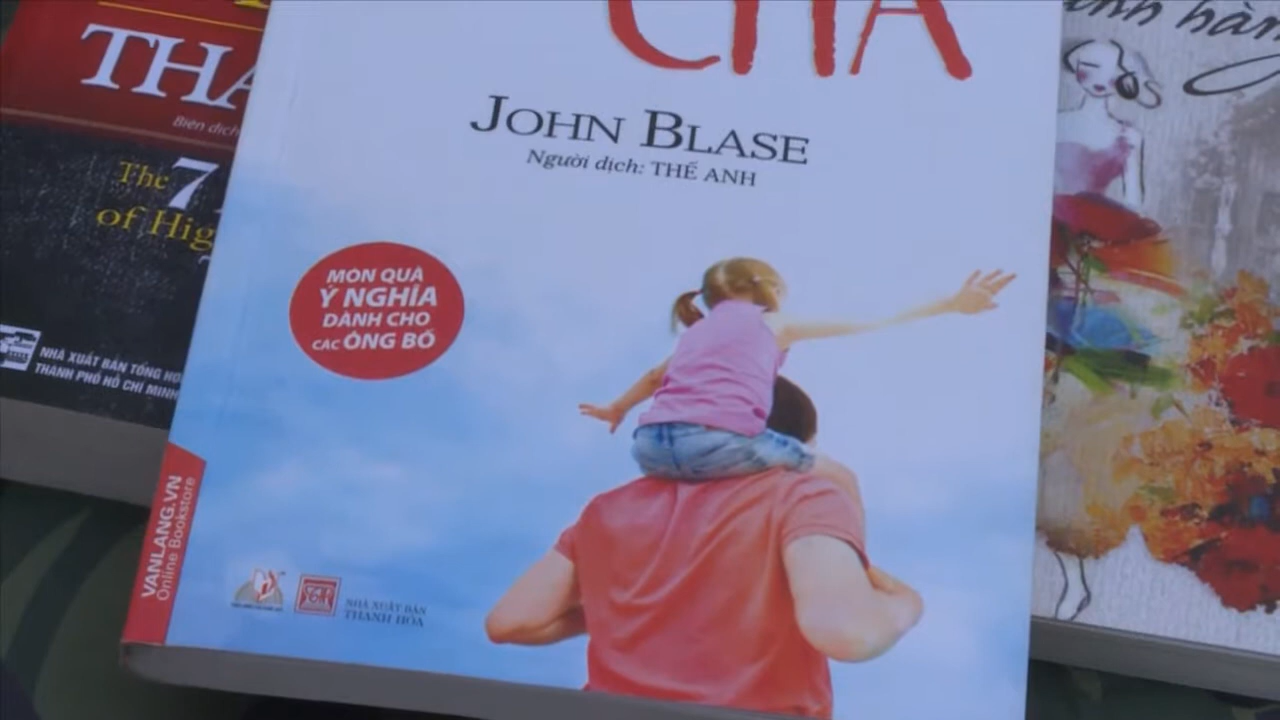 CHA
JOHN BLASE
Người dịch: THẾ ANH
MÓN QUÀ
Ý NGHĨA
DÀNH CHO
CÁC ÔNG BỐ
VANLANG.VN
Online Bookstore
NHÀ XUẤT BẢN
THANH HÓA
THA
Biên dịch
The 7
of Hig
NHÀ XUẤT BẢN TỔNG HỢ
THÀNH PHỐ HỒ CHÍ MINH